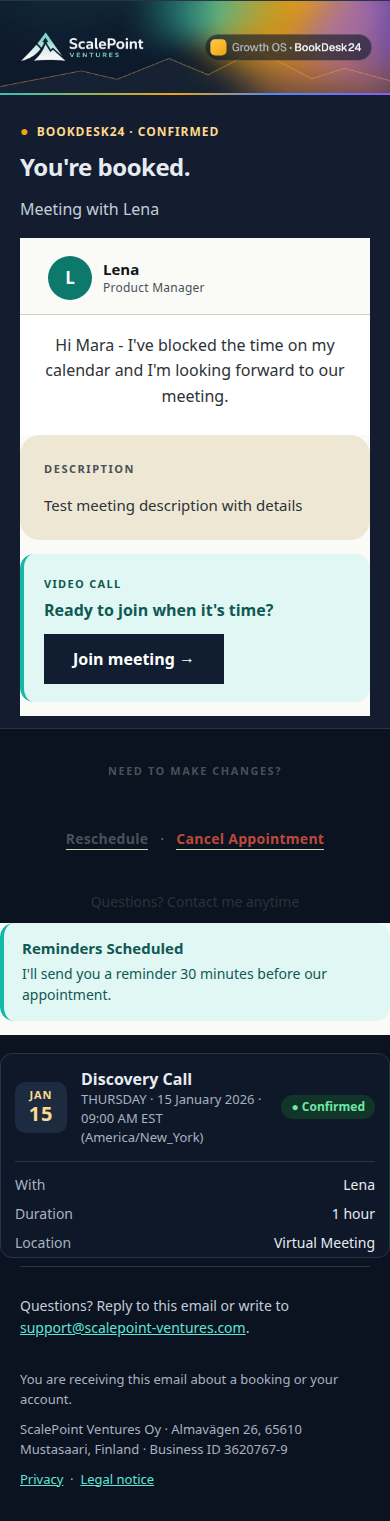 ScalePoint
VENTURES
Growth OS · BookDesk24
● BOOKDESK24 · CONFIRMED
You're booked.
Meeting with Lena
L
Lena
Product Manager
Hi Mara - I've blocked the time on my
calendar and I'm looking forward to our
meeting.
DESCRIPTION
Test meeting description with details
VIDEO CALL
Ready to join when it's time?
Join meeting →
NEED TO MAKE CHANGES?
Reschedule · Cancel Appointment
Questions? Contact me anytime
Reminders Scheduled
I'll send you a reminder 30 minutes before our
appointment.
JAN
15
Discovery Call
THURSDAY · 15 January 2026 ·
09:00 AM EST
(America/New_York)
● Confirmed
With Lena
Duration 1 hour
Location Virtual Meeting
Questions? Reply to this email or write to
support@scalepoint-ventures.com.
You are receiving this email about a booking or your
account.
ScalePoint Ventures Oy · Almavägen 26, 65610
Mustasaari, Finland · Business ID 3620767-9
Privacy · Legal notice